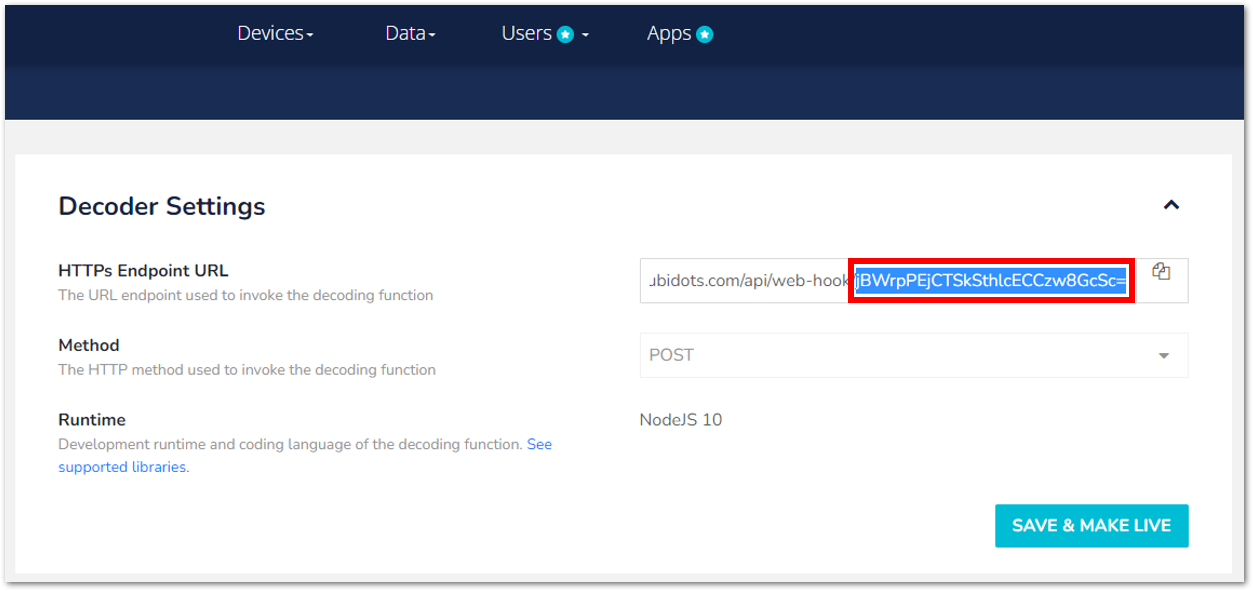 Devices Data Users Apps
Decoder Settings
HTTPs Endpoint URL
The URL endpoint used to invoke the decoding function
ubidots.com/api/web-hook/jBWrpPEjCTSkSthlcECCzw8GcSc=
Method
The HTTP method used to invoke the decoding function
POST
Runtime
Development runtime and coding language of the decoding function. See
supported libraries.
NodeJS 10
SAVE & MAKE LIVE